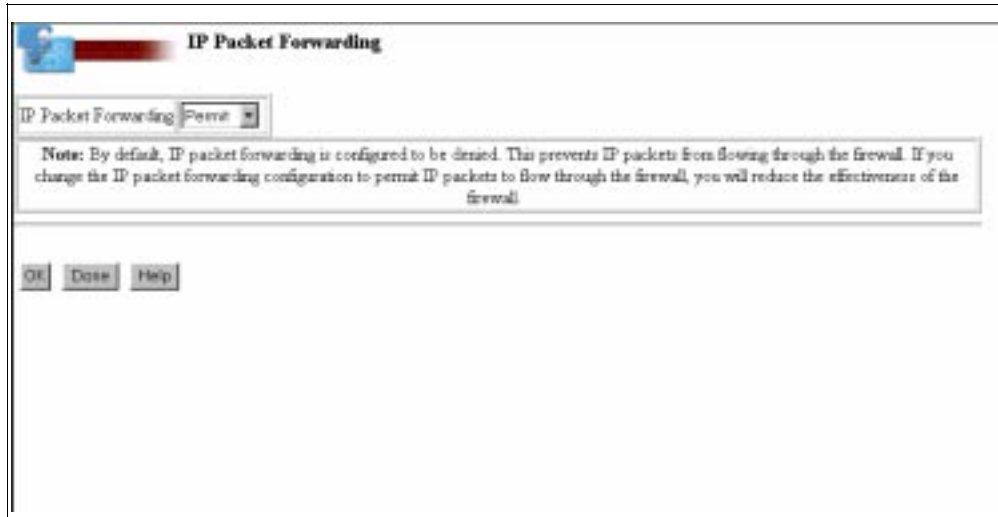 IP Packet Forwarding
IP Packet Forwarding Permit
Note: By default, IP packet forwarding is configured to be denied. This prevents IP packets from flowing through the firewall. If you
change the IP packet forwarding configuration to permit IP packets to flow through the firewall, you will reduce the effectiveness of the
firewall.
OK Done Help